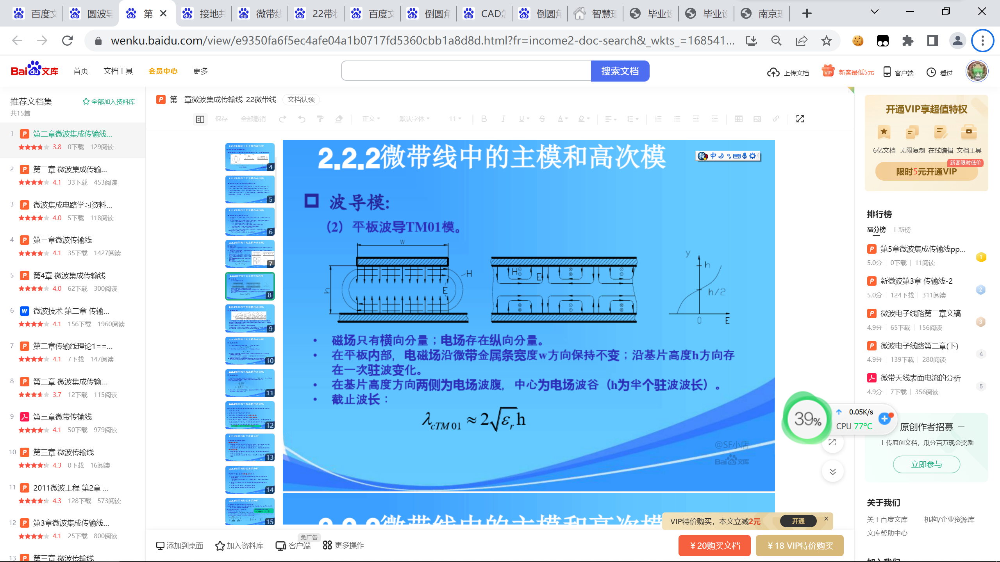 百度文
圆波导
第
接地共
微带线
22带状
百度文
倒圆角
CAD怎
倒圆角
智慧理
毕业设
毕业设
南京理
wenku.baidu.com/view/e9350fa6f5ec4afe04a1b0717fd5360cbb1a8d8d.html?fr=income2-doc-search&_wkts_=168541...
Bai du 文库
首页
文档工具
会员中心
更多
搜索文档
上传文档
VIP
新客最低5元
客户端
看过
推荐文档集
全部加入资料库
共15篇
1 第二章微波集成传输线...
3.8 0下载 129阅读
2 第二章 微波集成传输...
4.1 33下载 453阅读
3 微波集成电路学习资料...
4.0 5下载 118阅读
4 第三章微波传输线
4.1 35下载 1427阅读
5 第4章 微波集成传输线
4.0 62下载 300阅读
6 微波技术 第二章 传输...
4.1 156下载 1960阅读
7 第二章传输线理论1==...
4.1 7下载 147阅读
8 第二章 微波集成传输...
3.7 12下载 115阅读
9 第三章微带传输线
4.1 50下载 979阅读
10 第三章 微波传输线
4.3 0下载 16阅读
11 2011微波工程 第2章 ...
4.3 128下载 573阅读
12 第3章微波集成传输线...
4.1 25下载 800阅读
13 第三章 微波传输线
第二章微波集成传输线-22微带线
文档认领
保存
全部撤销
正文
默认字体
11
B I U S A
4
5
6
7
8
9
10
11
12
13
14
15
2.2.2微带线中的主模和高次模
中
波导模:
(2) 平板波导TM01模。
w
h
H
E
H
E
y
h
h/2
0
E
• 磁场只有横向分量；电场存在纵向分量。
• 在平板内部，电磁场沿微带金属条宽度w方向保持不变；沿基片高度h方向存
在一次驻波变化。
• 在基片高度方向两侧为电场波腹，中心为电场波谷（h为半个驻波波长）。
• 截止波长：
λcTM01 ≈ 2√εr h
@SF小店
Bai du 文库
2.2.2微带线中的主模和高次模
VIP特价购买，本文立减2元
开通
添加到桌面
加入资料库
客户端
免广告
更多操作
¥20购买文档
¥18 VIP特价购买
开通VIP享超值特权
6亿文档
无限复制
在线编辑
文档工具
新客限时低价
限时5元开通VIP
排行榜
高分榜
上新榜
第5章微波集成传输线pp...
5.0分 | 0下载 | 11阅读
1
新微波第3章 传输线-2
5.0分 | 124下载 | 311阅读
2
微波电子线路第二章文稿
4.9分 | 65下载 | 156阅读
3
微波电子线路第二章(下)
4.9分 | 139下载 | 280阅读
4
微带天线表面电流的分析
4.9分 | 7下载 | 356阅读
5
39%
0.05K/s
CPU 77℃
原创作者招募
上传原创文档，瓜分百万现金奖励
立即参与
关于我们
关于百度文库
机构/企业资源库
文库帮助中心
加入我们